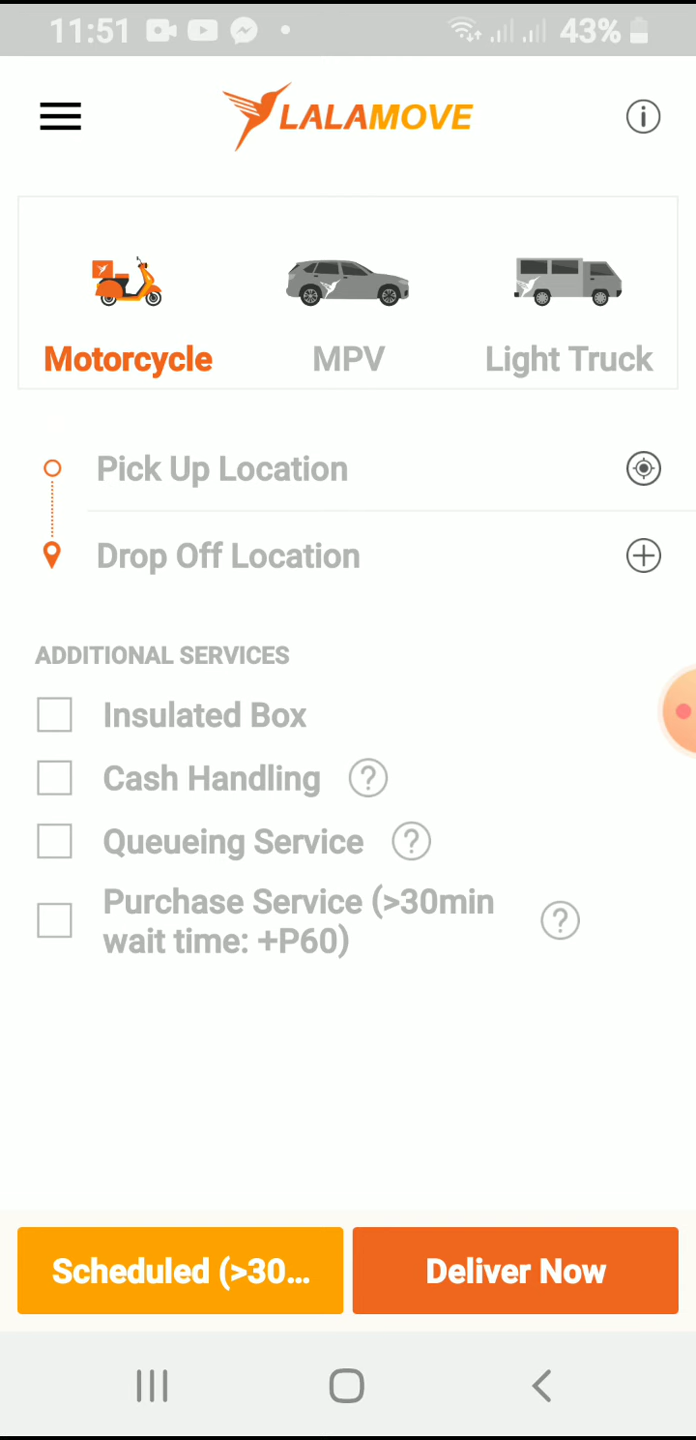 11:51 43%
LALAMOVE
Motorcycle MPV Light Truck
Pick Up Location
Drop Off Location
ADDITIONAL SERVICES
Insulated Box
Cash Handling ?
Queueing Service ?
Purchase Service (>30min
wait time: +P60) ?
Scheduled (>30... Deliver Now